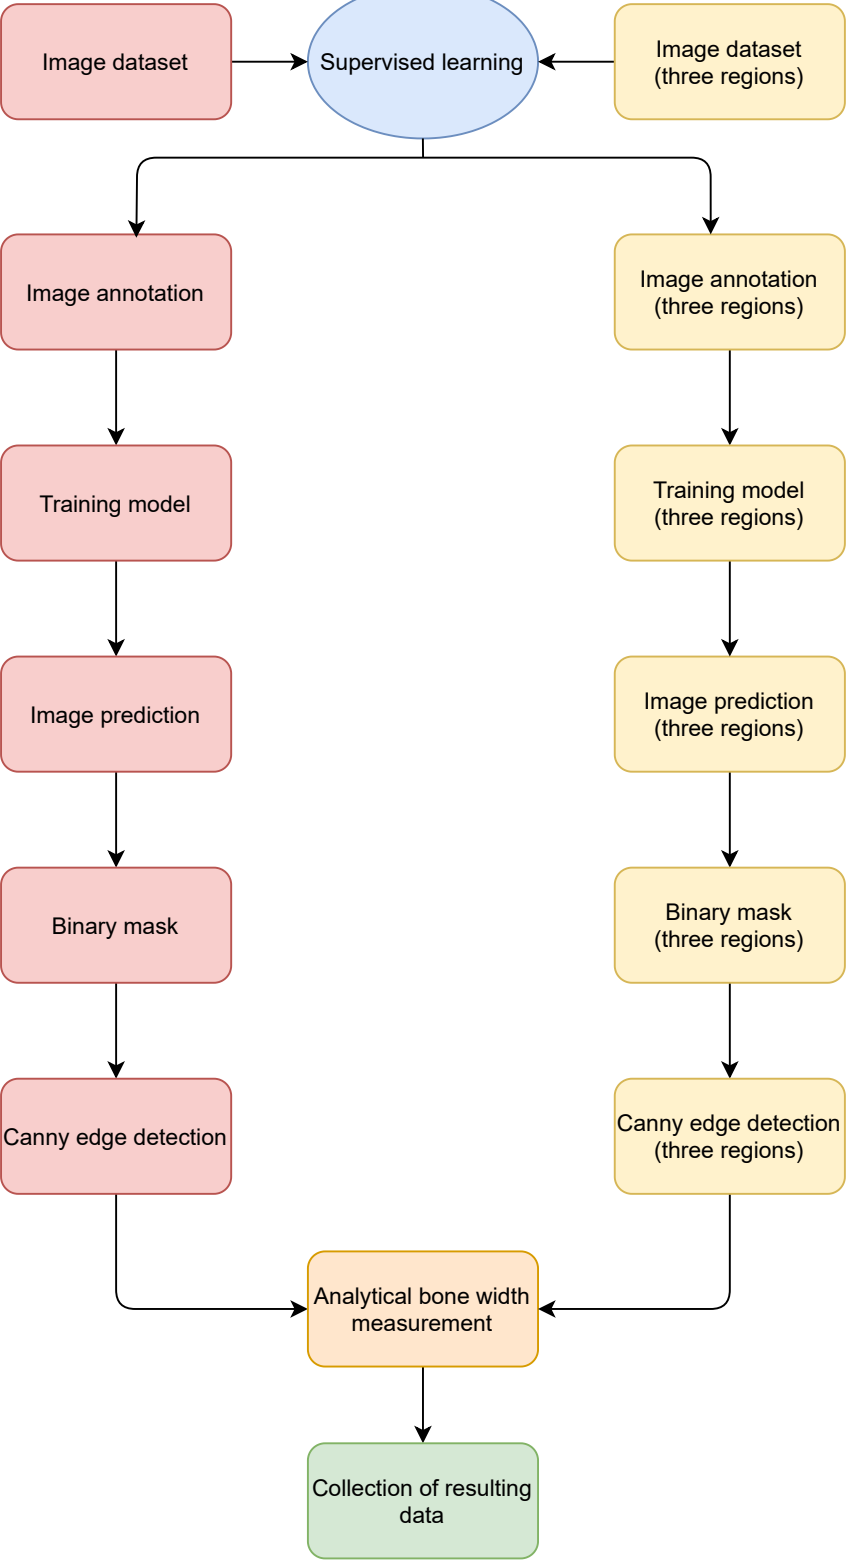 Image dataset
Supervised learning
Image dataset
(three regions)
Image annotation
Image annotation
(three regions)
Training model
Training model
(three regions)
Image prediction
Image prediction
(three regions)
Binary mask
Binary mask
(three regions)
Canny edge detection
Canny edge detection
(three regions)
Analytical bone width
measurement
Collection of resulting
data